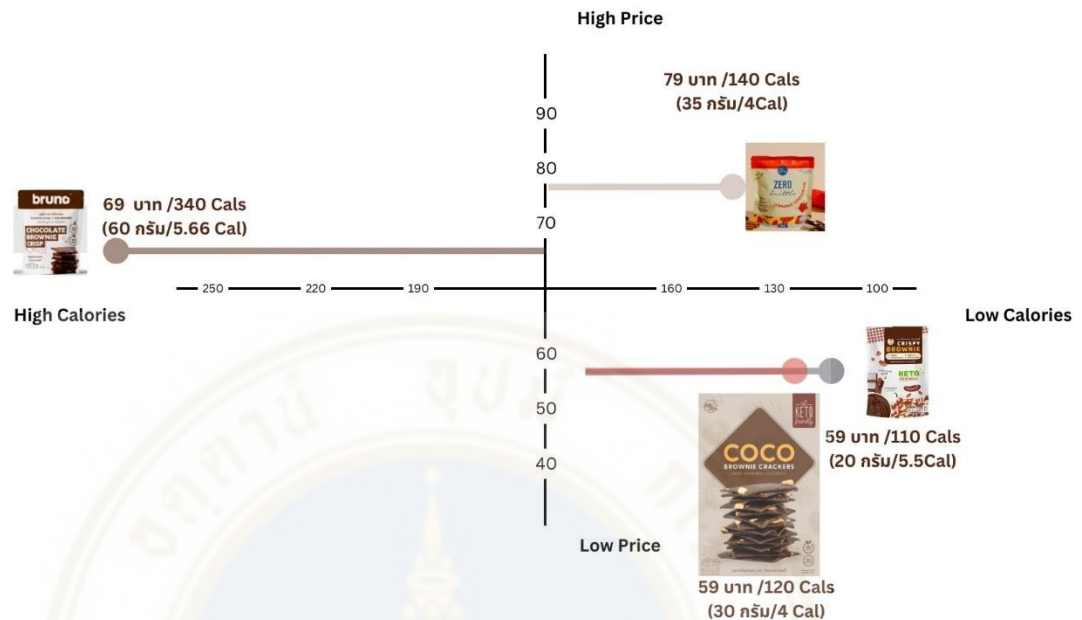 High Price
79 บาท /140 Cals
(35 กรัม/4Cal)
90
80
70
ZERO
brittle
bruno
CHOCOLATE
BROWNIE
CRISP
69 บาท /340 Cals
(60 กรัม/5.66 Cal)
250
220
190
160
130
100
High Calories
Low Calories
60
50
40
CRISPY
BROWNIE
KETO
59 บาท /110 Cals
(20 กรัม/5.5Cal)
KETO
friendly
COCO
BROWNIE CRACKERS
Low Price
59 บาท /120 Cals
(30 กรัม/4 Cal)